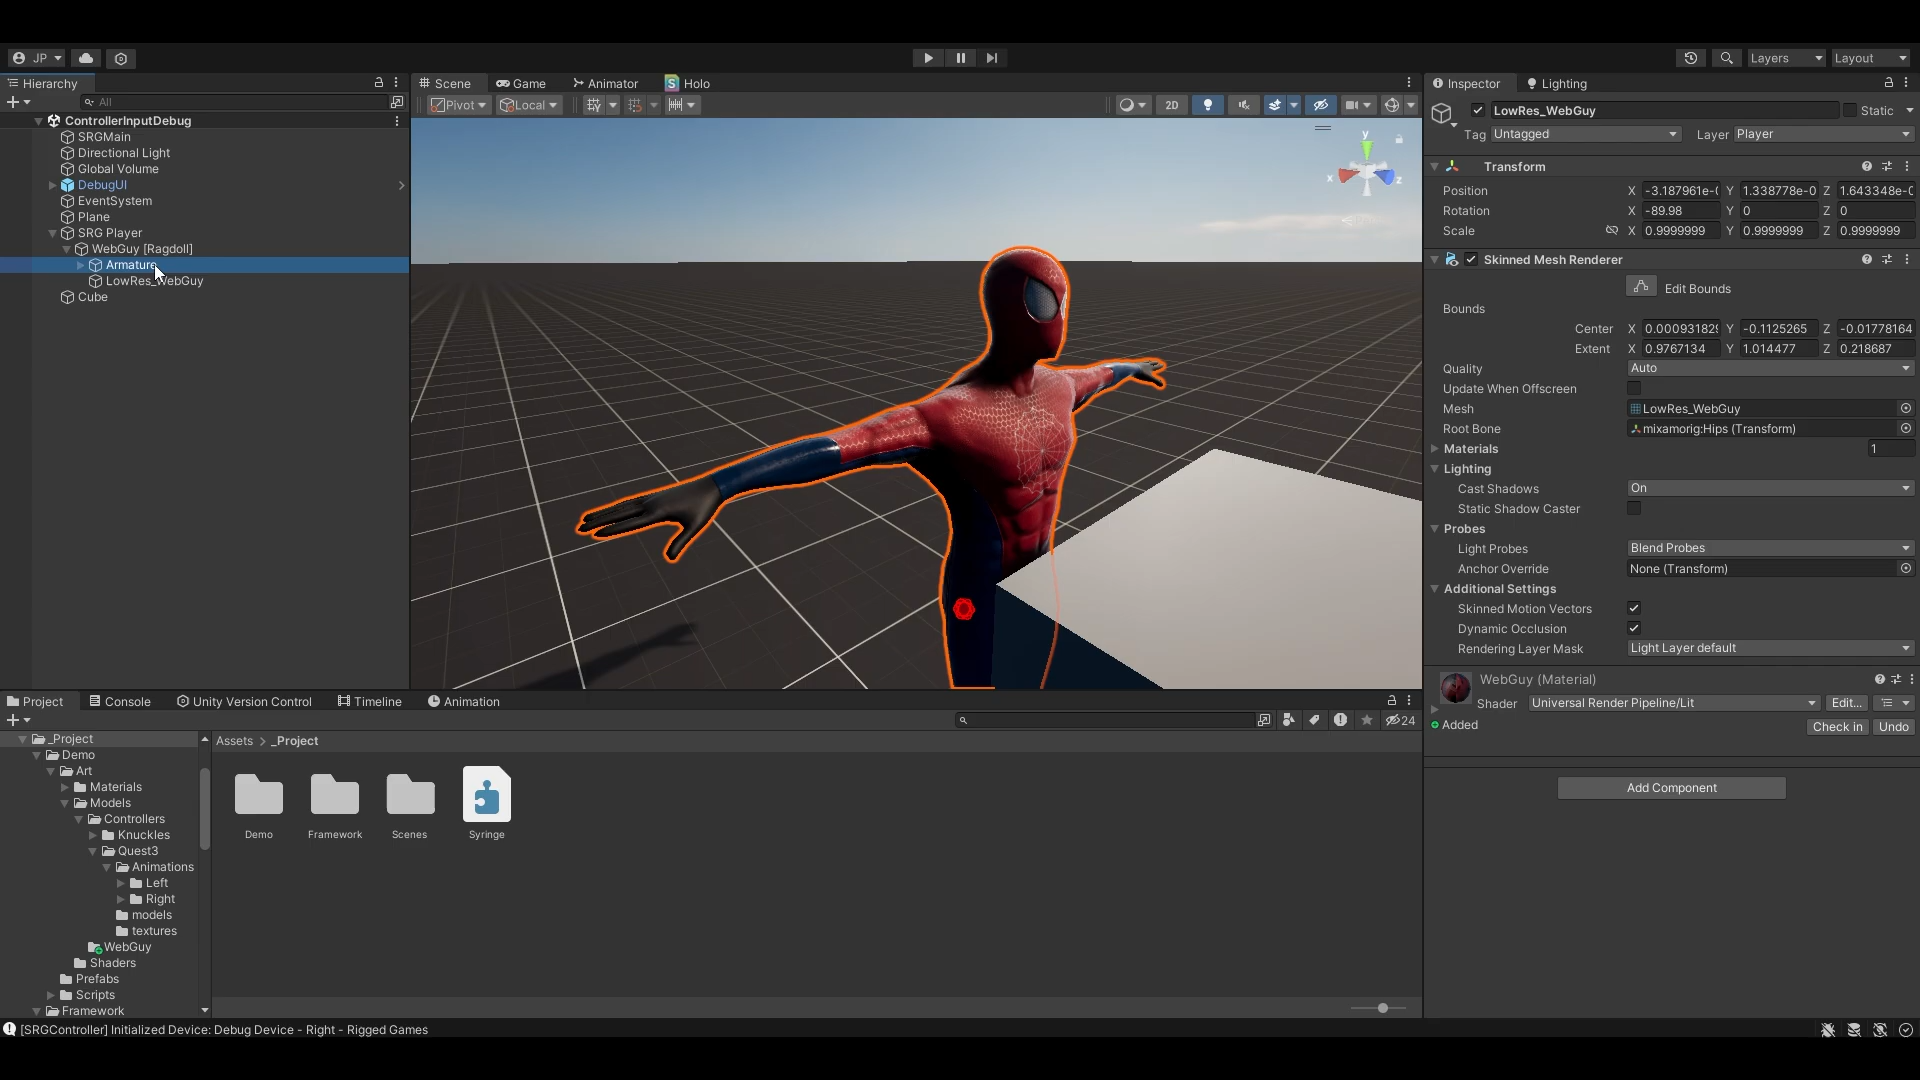 JP
Layers
Layout
Hierarchy
Scene
Game
Animator
Holo
Inspector
Lighting
All
Pivot
Local
2D
LowRes_WebGuy
Static
Tag
Untagged
Layer
Player
ControllerInputDebug
SRGMain
Directional Light
Global Volume
DebugUI
EventSystem
Plane
SRG Player
WebGuy [Ragdoll]
Armature
LowRes_WebGuy
Cube
y
x
z
Transform
Position X -3.187961e-( Y 1.338778e-0 Z 1.643348e-0
Rotation X -89.98 Y 0 Z 0
Scale X 0.9999999 Y 0.9999999 Z 0.9999999
Skinned Mesh Renderer
Edit Bounds
Bounds
Center X 0.00093182 Y -0.1125265 Z -0.01778164
Extent X 0.9767134 Y 1.014477 Z 0.218687
Quality Auto
Update When Offscreen
Mesh LowRes_WebGuy
Root Bone mixamorig:Hips (Transform)
Materials 1
Lighting
Cast Shadows On
Static Shadow Caster
Probes
Light Probes Blend Probes
Anchor Override None (Transform)
Additional Settings
Skinned Motion Vectors
Dynamic Occlusion
Rendering Layer Mask Light Layer default
WebGuy (Material)
Shader Universal Render Pipeline/Lit Edit...
Added Check in Undo
Add Component
Project
Console
Unity Version Control
Timeline
Animation
24
_Project
Demo
Art
Materials
Models
Controllers
Knuckles
Quest3
Animations
Left
Right
models
textures
WebGuy
Shaders
Prefabs
Scripts
Framework
Assets > _Project
Demo
Framework
Scenes
Syringe
[SRGController] Initialized Device: Debug Device - Right - Rigged Games